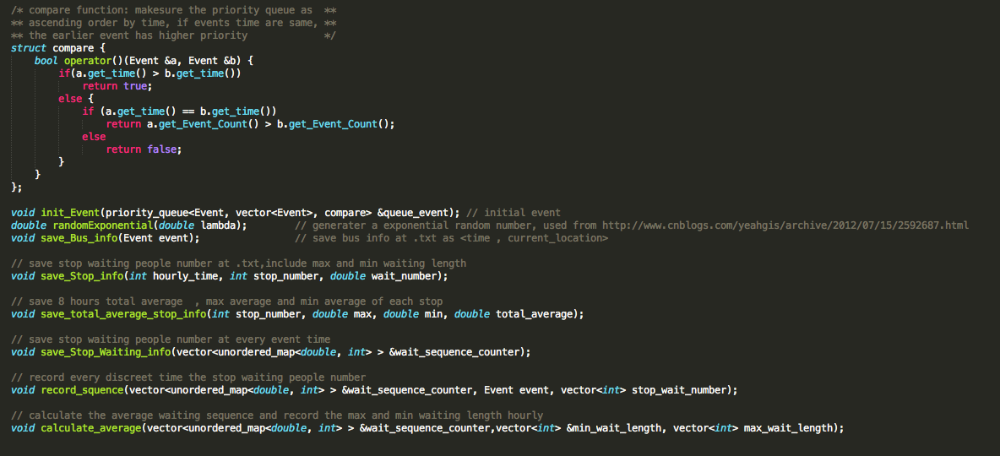 /* compare function: makesure the priority queue as  **
** ascending order by time, if events time are same, **
** the earlier event has higher priority             */
struct compare {
    bool operator()(Event &a, Event &b) {
        if(a.get_time() > b.get_time())
            return true;
        else {
            if (a.get_time() == b.get_time())
                return a.get_Event_Count() > b.get_Event_Count();
            else
                return false;
        }
    }
};
void init_Event(priority_queue<Event, vector<Event>, compare> &queue_event); // initial event
double randomExponential(double lambda);        // generater a exponential random number, used from http://www.cnblogs.com/yeahgis/archive/2012/07/15/2592687.html
void save_Bus_info(Event event);                // save bus info at .txt as <time , current_location>
// save stop waiting people number at .txt,include max and min waiting length
void save_Stop_info(int hourly_time, int stop_number, double wait_number);
// save 8 hours total average  , max average and min average of each stop
void save_total_average_stop_info(int stop_number, double max, double min, double total_average);
// save stop waiting people number at every event time
void save_Stop_Waiting_info(vector<unordered_map<double, int> > &wait_sequence_counter);
// record every discreet time the stop waiting people number
void record_squence(vector<unordered_map<double, int> > &wait_sequence_counter, Event event, vector<int> stop_wait_number);
// calculate the average waiting sequence and record the max and min waiting length hourly
void calculate_average(vector<unordered_map<double, int> > &wait_sequence_counter,vector<int> &min_wait_length, vector<int> max_wait_length);